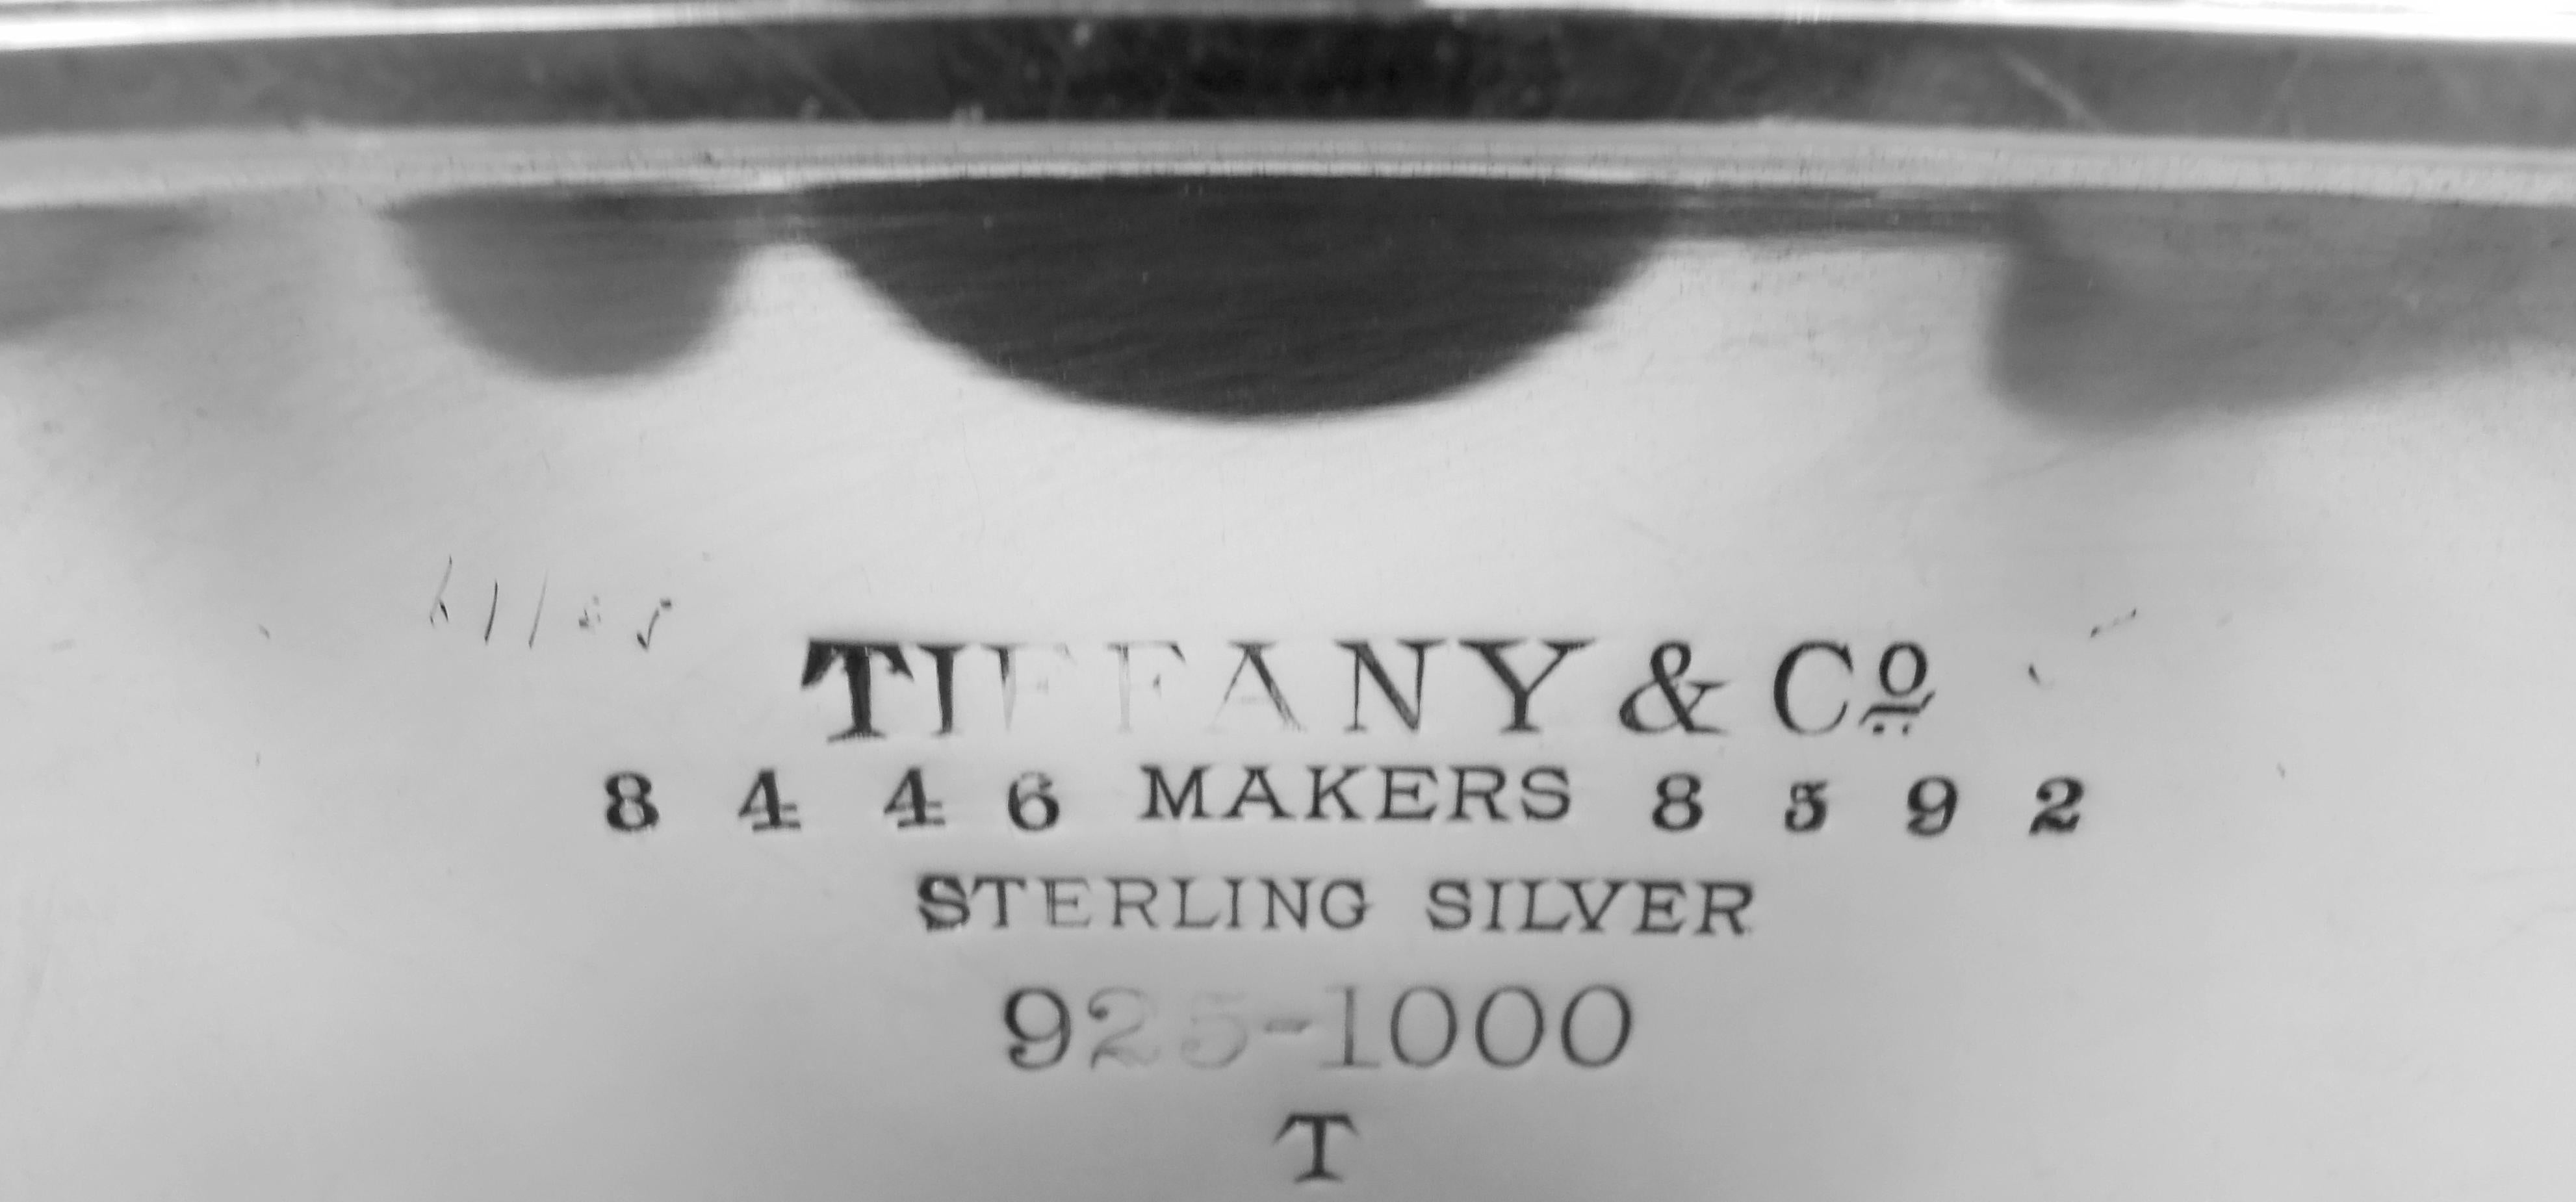 TIFFANY & Co
8446 MAKERS 8592
STERLING SILVER
925-1000
T